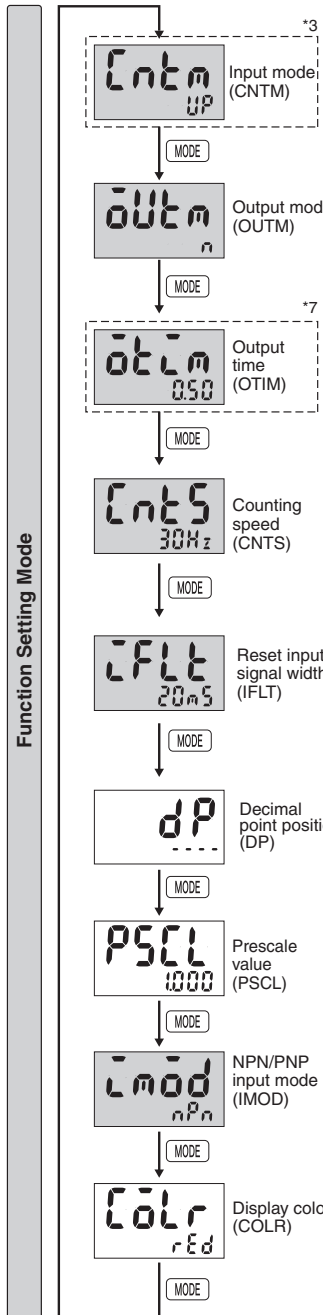 Function Setting Mode
*3
Cntm
UP
Input mode
(CNTM)
MODE
oUtm
n
Output mod
(OUTM)
MODE
*7
otim
0.50
Output
time
(OTIM)
MODE
CntS
30Hz
Counting
speed
(CNTS)
MODE
iFLt
20mS
Reset input
signal width
(IFLT)
MODE
dP
----
Decimal
point positi
(DP)
MODE
PSCL
1.000
Prescale
value
(PSCL)
MODE
imod
nPn
NPN/PNP
input mode
(IMOD)
MODE
CoLr
rEd
Display colo
(COLR)
MODE